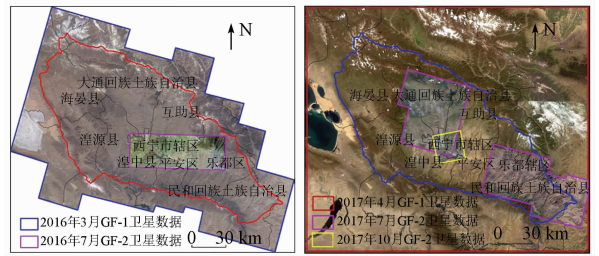 N
大通回族土族自治县
海晏县
互助县
湟源县
西宁市辖区
湟中县 平安区 乐都区
民和回族土族自治县
2016年3月GF-1卫星数据
2016年7月GF-2卫星数据
0 30 km
N
海晏县 大通回族土族自治县
互助县
湟源县
西宁市辖区
湟中县 平安区 乐都辖区
民和回族土族自治县
2017年4月GF-1卫星数据
2017年7月GF-2卫星数据
2017年10月GF-2卫星数据
0 30 km